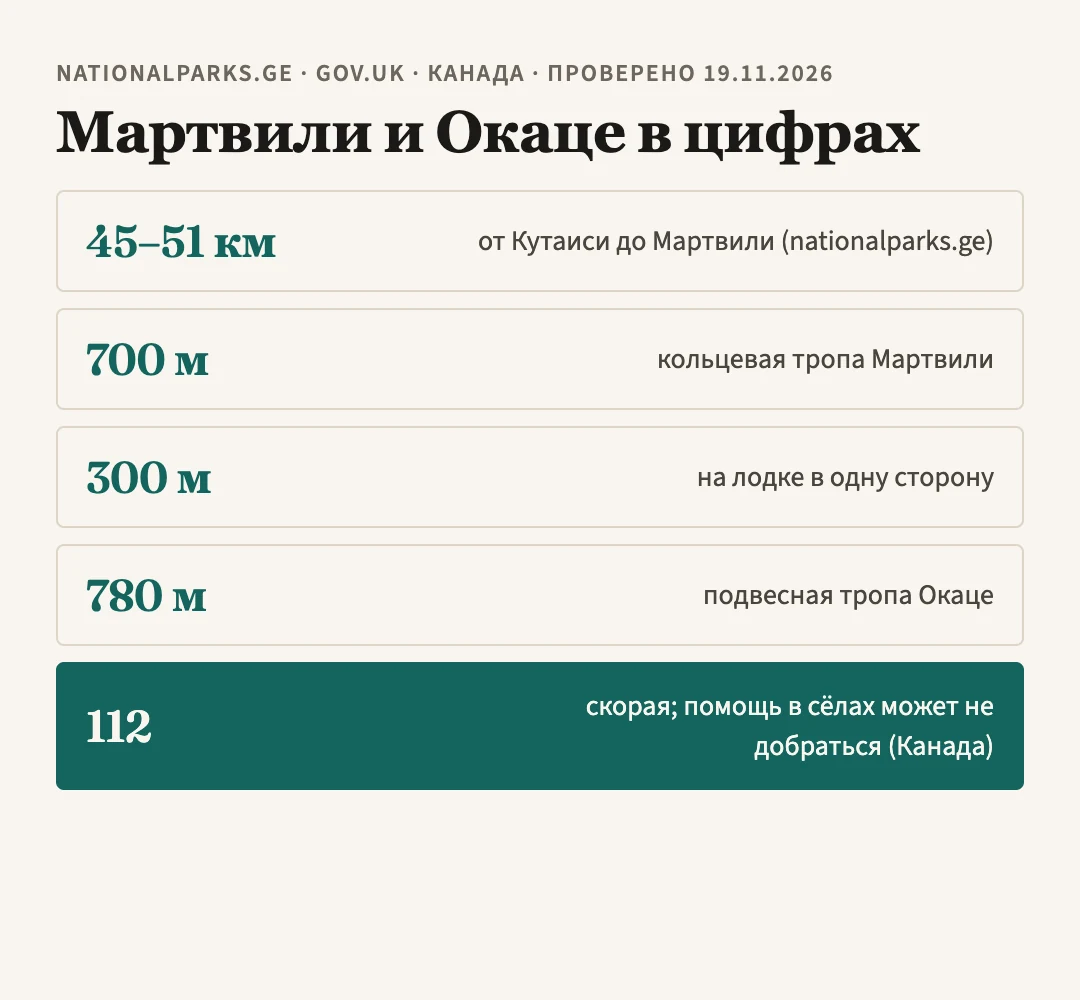 NATIONALPARKS.GE · GOV.UK · КАНАДА · ПРОВЕРЕНО 19.11.2026
Мартвили и Окаце в цифрах
45–51 км
от Кутаиси до Мартвили (nationalparks.ge)
700 м
кольцевая тропа Мартвили
300 м
на лодке в одну сторону
780 м
подвесная тропа Окаце
112
скорая; помощь в сёлах может не
добраться (Канада)